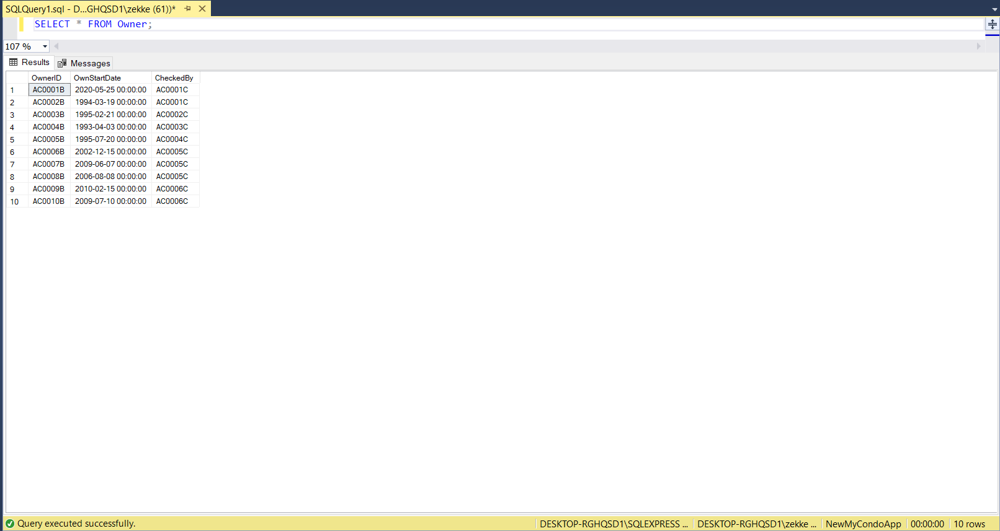 SQLQuery1.sql - D...GHQSD1\zekke (61))*
SELECT * FROM Owner;
107 %
Results Messages
OwnerID OwnStartDate CheckedBy
1 AC0001B 2020-05-25 00:00:00 AC0001C
2 AC0002B 1994-03-19 00:00:00 AC0001C
3 AC0003B 1995-02-21 00:00:00 AC0002C
4 AC0004B 1993-04-03 00:00:00 AC0003C
5 AC0005B 1995-07-20 00:00:00 AC0004C
6 AC0006B 2002-12-15 00:00:00 AC0005C
7 AC0007B 2009-06-07 00:00:00 AC0005C
8 AC0008B 2006-08-08 00:00:00 AC0005C
9 AC0009B 2010-02-15 00:00:00 AC0006C
10 AC0010B 2009-07-10 00:00:00 AC0006C
Query executed successfully. DESKTOP-RGHQSD1\SQLEXPRESS ... DESKTOP-RGHQSD1\zekke ... NewMyCondoApp 00:00:00 10 rows